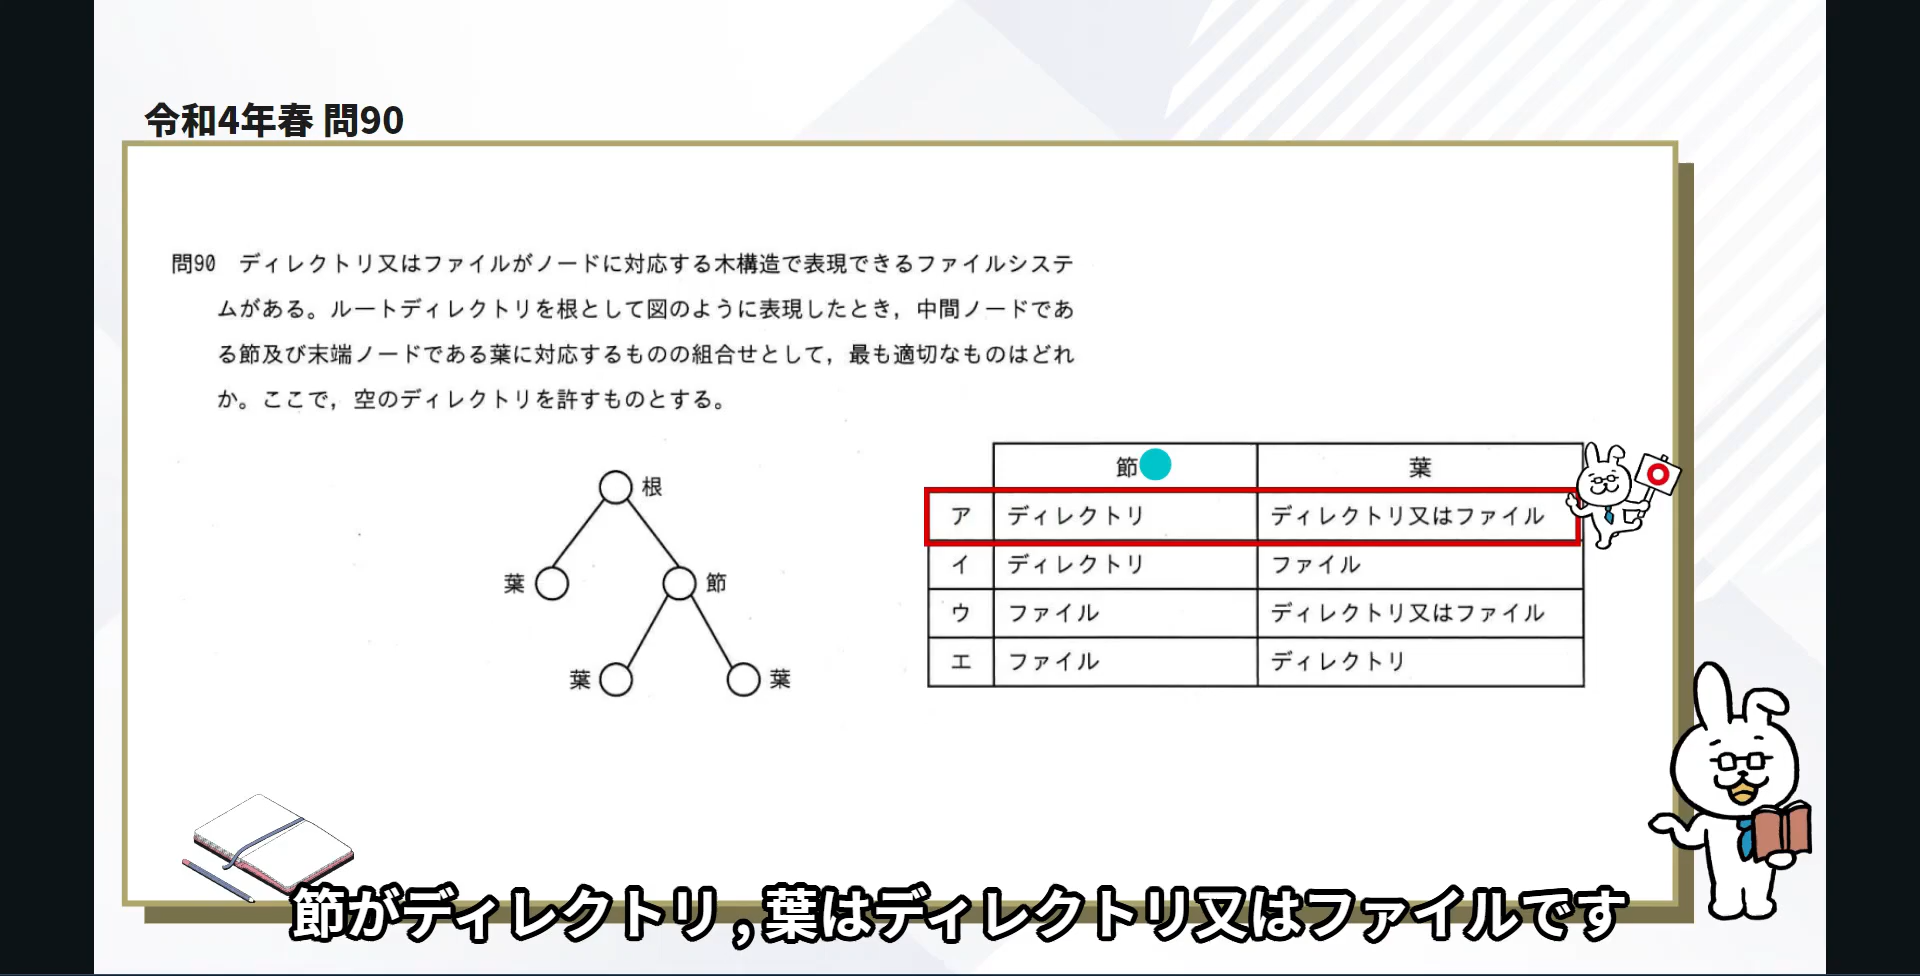 令和4年春 問90
問90 ディレクトリ又はファイルがノードに対応する木構造で表現できるファイルシステ
ムがある。ルートディレクトリを根として図のように表現したとき，中間ノードであ
る節及び末端ノードである葉に対応するものの組合せとして，最も適切なものはどれ
か。ここで，空のディレクトリを許すものとする。
根
葉 節
葉 葉
節 葉
ア ディレクトリ ディレクトリ又はファイル
イ ディレクトリ ファイル
ウ ファイル ディレクトリ又はファイル
エ ファイル ディレクトリ
節がディレクトリ，葉はディレクトリ又はファイルです